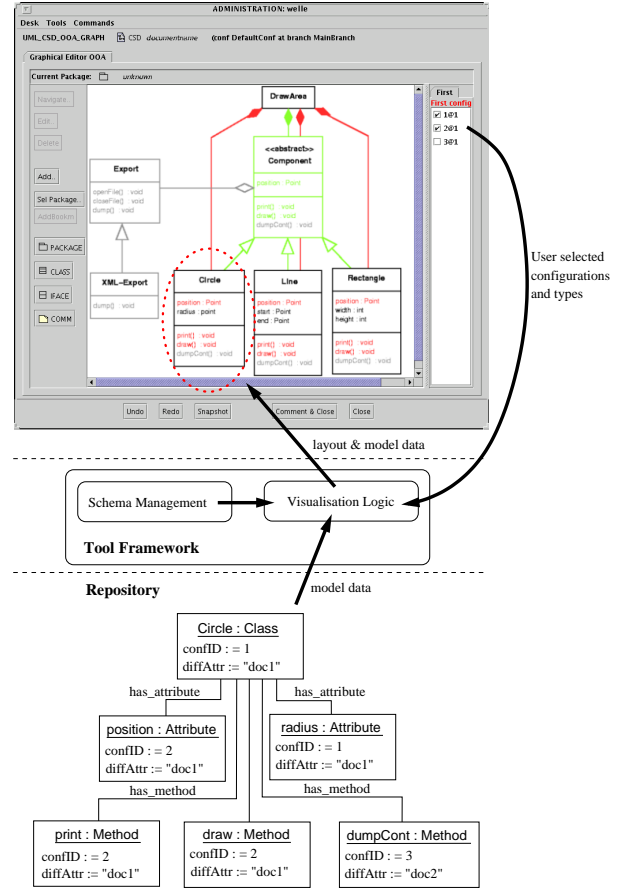 ADMINISTRATION: welle
Desk Tools Commands
UML_CSD_OOA_GRAPH CSD documentname (conf DefaultConf at branch MainBranch
Graphical Editor OOA
Current Package: unknown
Navigate..
Edit..
Delete
Add..
Sel Package..
AddBookm
PACKAGE
CLASS
IFACE
COMM
DrawArea
<<abstract>>
Component
position : Point
print() : void
draw() : void
dumpCont() : void
Export
openFile() : void
closeFile() : void
dump() : void
XML-Export
dump() : void
Circle
position : Point
radius : point
print() : void
draw() : void
dumpCont() : void
Line
position : Point
start : Point
end : Point
print() : void
draw() : void
dumpCont() : void
Rectangle
position : Point
width : int
height : int
print() : void
draw() : void
dumpCont() : void
First
First config
1@1
2@1
3@1
Undo Redo Snapshot Comment & Close Close
User selected
configurations
and types
layout & model data
Schema Management
Visualisation Logic
Tool Framework
Repository
model data
Circle : Class
confID : = 1
diffAttr := "doc1"
has_attribute
has_attribute
position : Attribute
confID : = 2
diffAttr := "doc1"
radius : Attribute
confID : = 1
diffAttr := "doc1"
has_method
has_method
print : Method
confID : = 2
diffAttr := "doc1"
draw : Method
confID : = 2
diffAttr := "doc1"
dumpCont : Method
confID : = 3
diffAttr := "doc2"